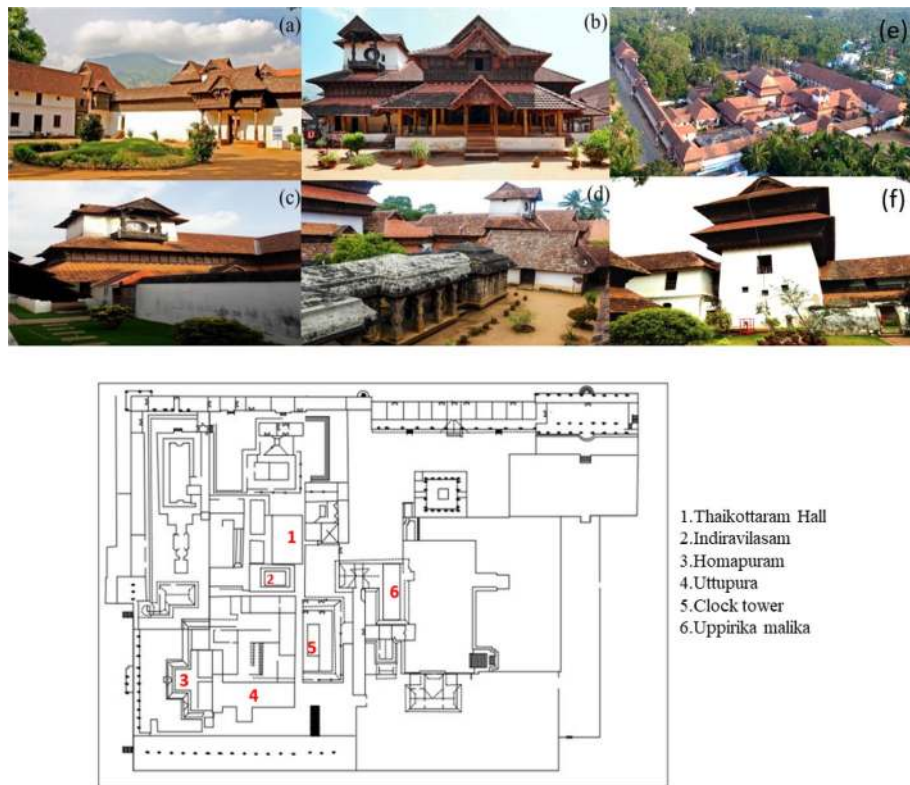 (a)
(b)
(e)
(c)
(d)
(f)
1
2
6
5
3
4
1.Thaikottaram Hall
2.Indiravilasam
3.Homapuram
4.Uttupura
5.Clock tower
6.Uppirika malika